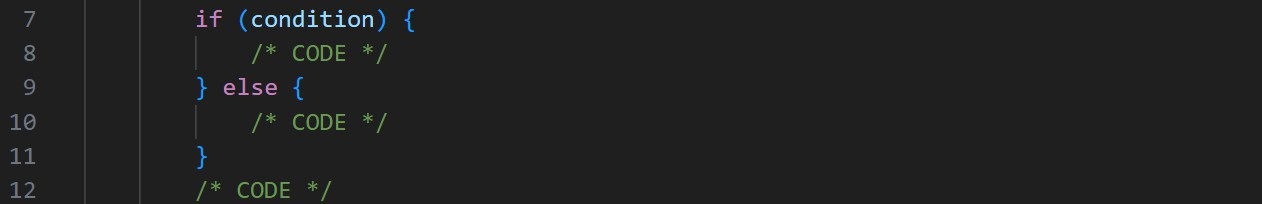 7 if (condition) {
8 /* CODE */
9 } else {
10 /* CODE */
11 }
12 /* CODE */